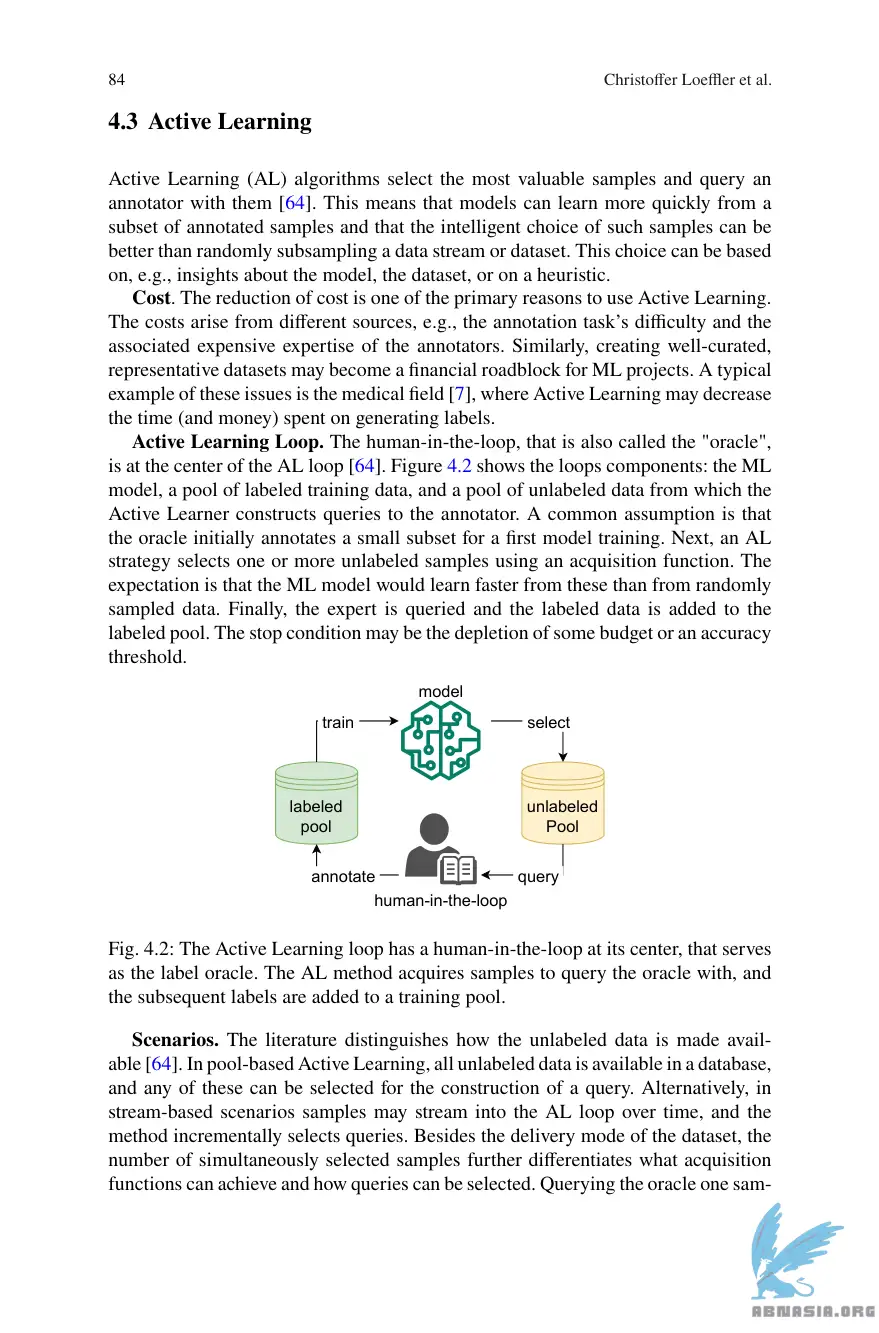 84
Christoffer Loeffler et al.
4.3 Active Learning
Active Learning (AL) algorithms select the most valuable samples and query an
annotator with them [64]. This means that models can learn more quickly from a
subset of annotated samples and that the intelligent choice of such samples can be
better than randomly subsampling a data stream or dataset. This choice can be based
on, e.g., insights about the model, the dataset, or on a heuristic.
Cost. The reduction of cost is one of the primary reasons to use Active Learning.
The costs arise from different sources, e.g., the annotation task's difficulty and the
associated expensive expertise of the annotators. Similarly, creating well-curated,
representative datasets may become a financial roadblock for ML projects. A typical
example of these issues is the medical field [7], where Active Learning may decrease
the time (and money) spent on generating labels.
Active Learning Loop. The human-in-the-loop, that is also called the "oracle",
is at the center of the AL loop [64]. Figure 4.2 shows the loops components: the ML
model, a pool of labeled training data, and a pool of unlabeled data from which the
Active Learner constructs queries to the annotator. A common assumption is that
the oracle initially annotates a small subset for a first model training. Next, an AL
strategy selects one or more unlabeled samples using an acquisition function. The
expectation is that the ML model would learn faster from these than from randomly
sampled data. Finally, the expert is queried and the labeled data is added to the
labeled pool. The stop condition may be the depletion of some budget or an accuracy
threshold.
model
train
select
labeled
pool
unlabeled
Pool
annotate
query
human-in-the-loop
Fig. 4.2: The Active Learning loop has a human-in-the-loop at its center, that serves
as the label oracle. The AL method acquires samples to query the oracle with, and
the subsequent labels are added to a training pool.
Scenarios. The literature distinguishes how the unlabeled data is made avail-
able [64]. In pool-based Active Learning, all unlabeled data is available in a database,
and any of these can be selected for the construction of a query. Alternatively, in
stream-based scenarios samples may stream into the AL loop over time, and the
method incrementally selects queries. Besides the delivery mode of the dataset, the
number of simultaneously selected samples further differentiates what acquisition
functions can achieve and how queries can be selected. Querying the oracle one sam-
ABNASIA.ORG